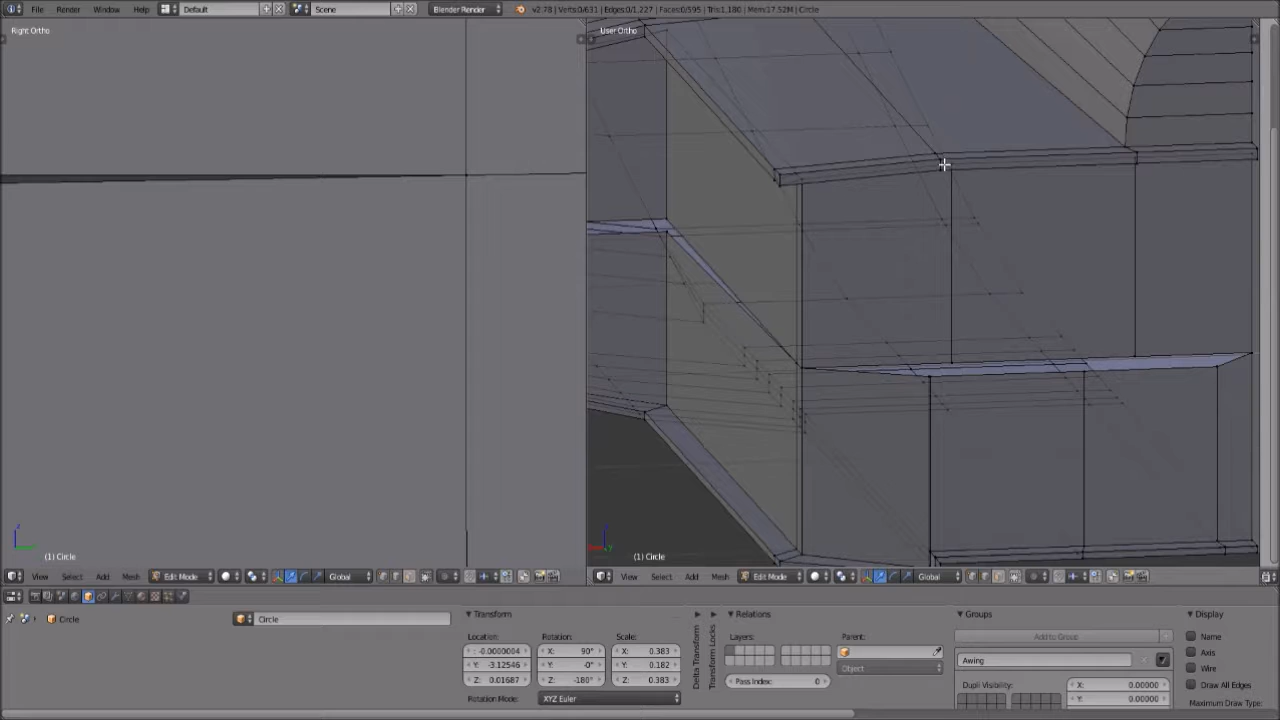 File Render Window Help Default Scene Blender Render v2.78 | Verts:0/631 | Edges:0/1,227 | Faces:0/595 | Tris:1,180 | Mem:17.52M | Circle
Right Ortho User Ortho
(1) Circle (1) Circle
View Select Add Mesh Edit Mode Global View Select Add Mesh Edit Mode Global
Circle Circle
Transform
Location: Rotation: Scale:
-0.0000004 X: 90° X: 0.383
Y: -3.12546 Y: -0° Y: 0.182
Z: 0.01687 Z: -180° Z: 0.383
Rotation Mode: XYZ Euler
Delta Transform
Transform Locks
Relations
Layers: Parent:
Object
Pass Index: 0
Groups
Add to Group
Awing
Dupli Visibility: X: 0.00000
Y: 0.00000
Display
Name
Axis
Wire
Draw All Edges
Maximum Draw Type: